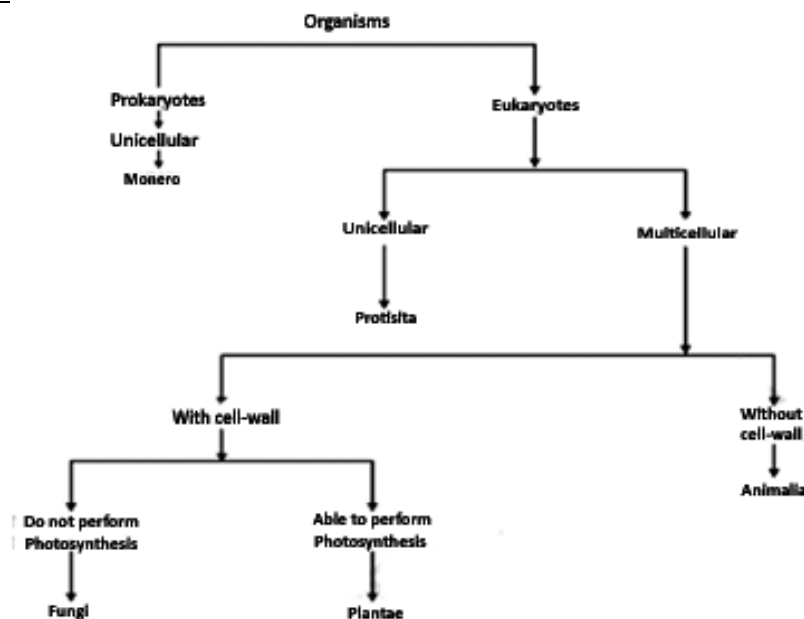 Organisms
Prokaryotes
Eukaryotes
Unicellular
Monero
Unicellular
Multicellular
Protisita
With cell-wall
Without
cell-wall
Animalia
Do not perform
Photosynthesis
Able to perform
Photosynthesis
Fungi
Plantae